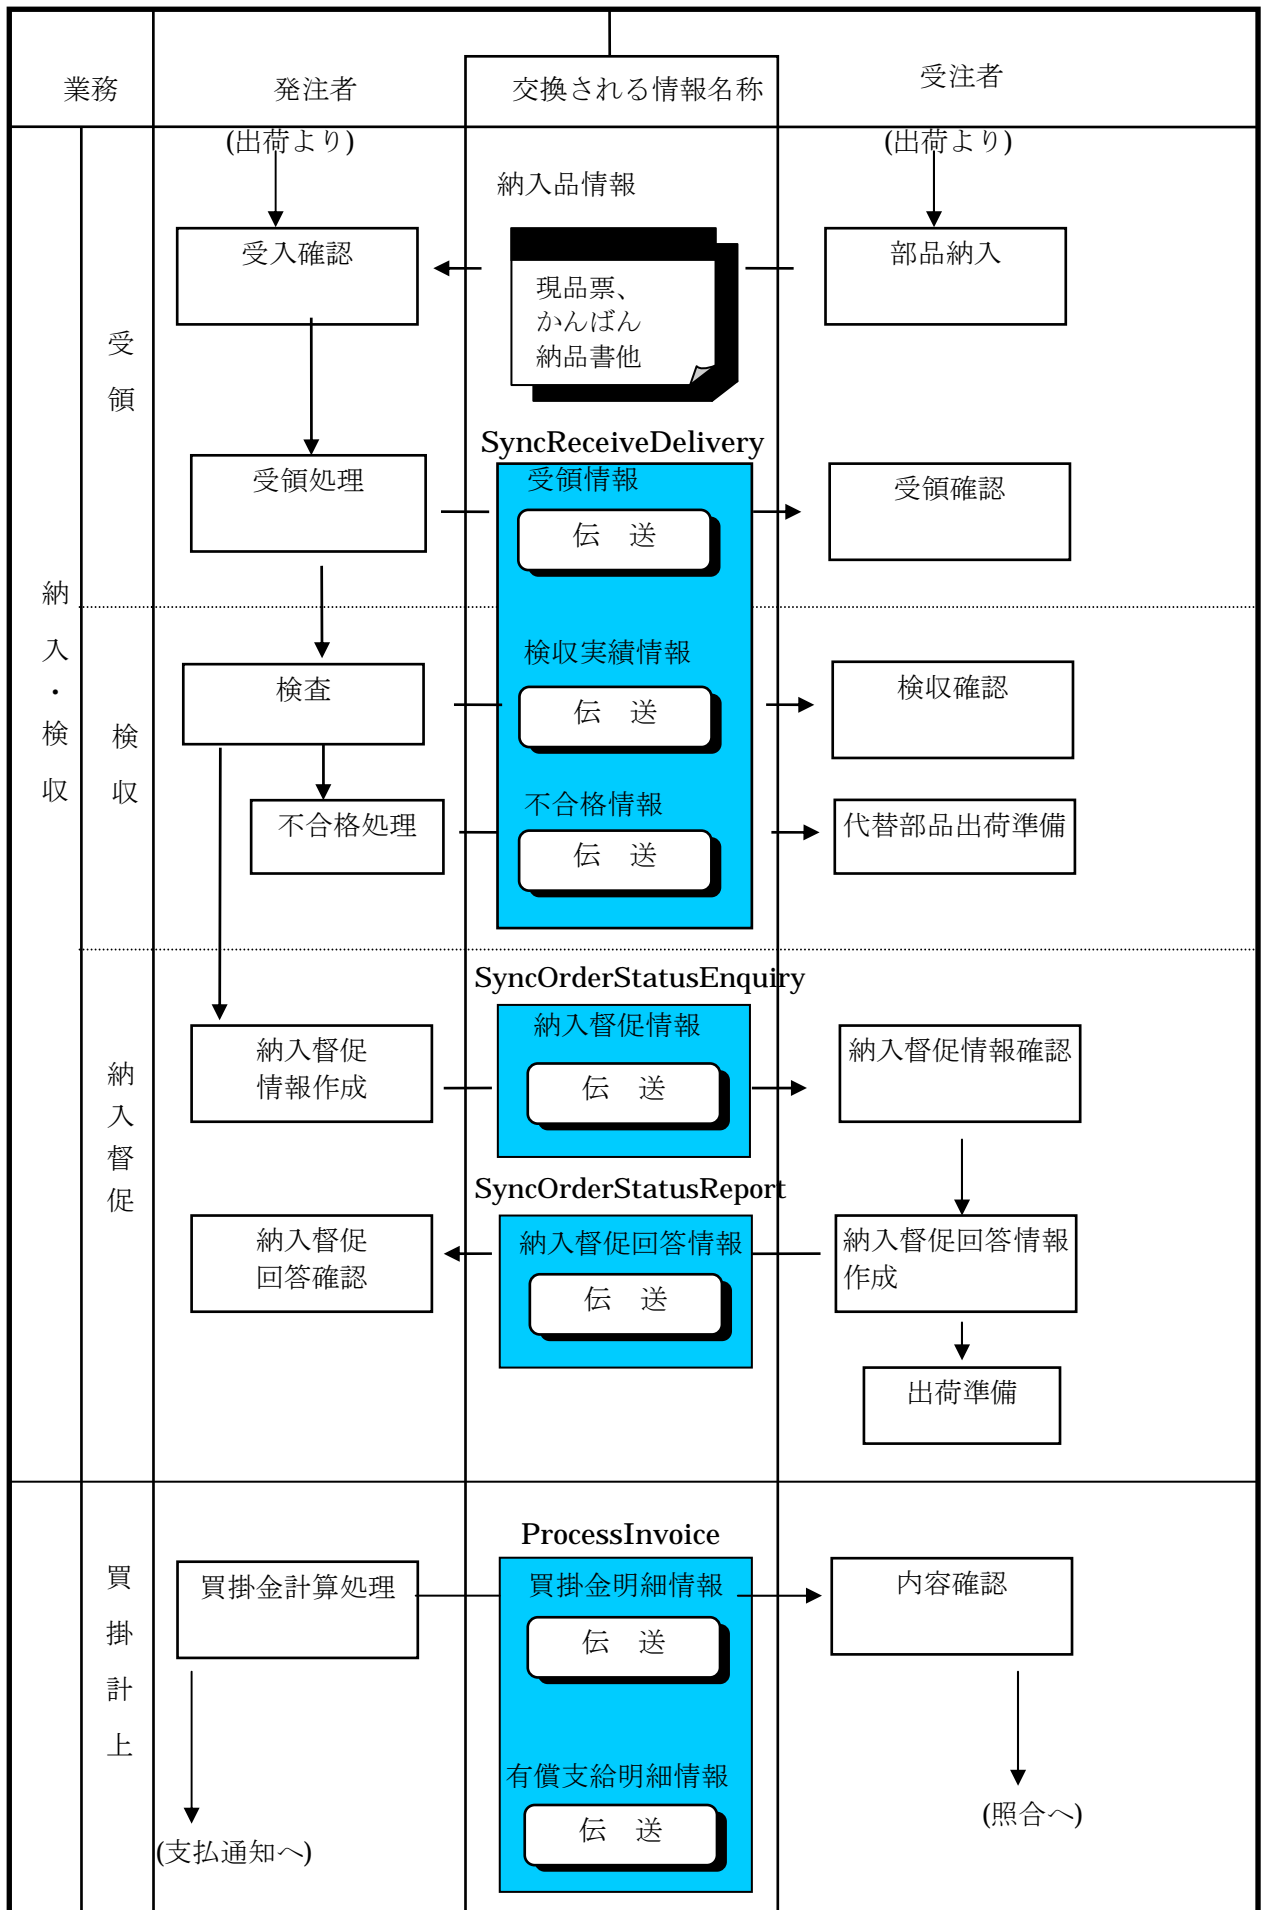 業務
発注者
交換される情報名称
受注者
(出荷より)
(出荷より)
納入品情報
受入確認
部品納入
現品票、
かんばん
納品書他
受領
SyncReceiveDelivery
受領処理
受領情報
伝 送
受領確認
納入・検収
検収
検査
検収実績情報
伝 送
検収確認
不合格処理
不合格情報
伝 送
代替部品出荷準備
SyncOrderStatusEnquiry
納入督促
納入督促
情報作成
納入督促情報
伝 送
納入督促情報確認
SyncOrderStatusReport
納入督促
回答確認
納入督促回答情報
伝 送
納入督促回答情報
作成
出荷準備
ProcessInvoice
買掛計上
買掛金計算処理
買掛金明細情報
伝 送
内容確認
有償支給明細情報
伝 送
(支払通知へ)
(照合へ)